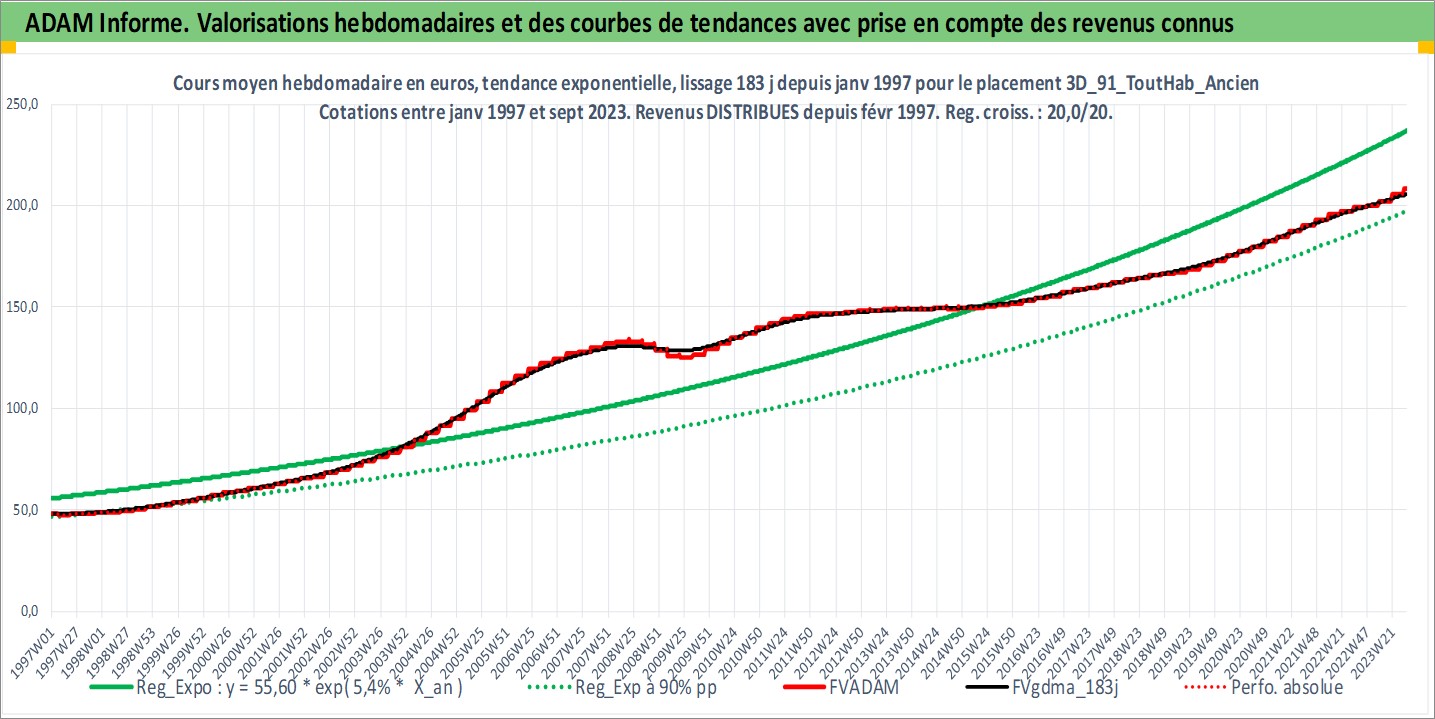 ADAM Informe. Valorisations hebdomadaires et des courbes de tendances avec prise en compte des revenus connus
Cours moyen hebdomadaire en euros, tendance exponentielle, lissage 183 j depuis janv 1997 pour le placement 3D_91_ToutHab_Ancien
Cotations entre janv 1997 et sept 2023. Revenus DISTRIBUES depuis févr 1997. Reg. croiss. : 20,0/20.
250,0
200,0
150,0
100,0
50,0
0,0
1997W01 1997W27 1998W01 1998W27 1998W53 1999W26 1999W52 2000W26 2000W52 2001W26 2001W52 2002W26 2002W52 2003W26 2003W52 2004W26 2004W52 2005W25 2005W51 2006W25 2006W51 2007W25 2007W51 2008W25 2008W51 2009W25 2009W51 2010W24 2010W50 2011W24 2011W50 2012W24 2012W50 2013W24 2013W50 2014W24 2014W50 2015W24 2015W50 2016W23 2016W49 2017W23 2017W49 2018W23 2018W49 2019W23 2019W49 2020W23 2020W49 2021W22 2021W48 2022W21 2022W47 2023W21
Reg_Expo : y = 55,60 * exp( 5,4% * X_an ) Reg_Exp à 90% pp FVADAM FVgdma_183j Perfo. absolue